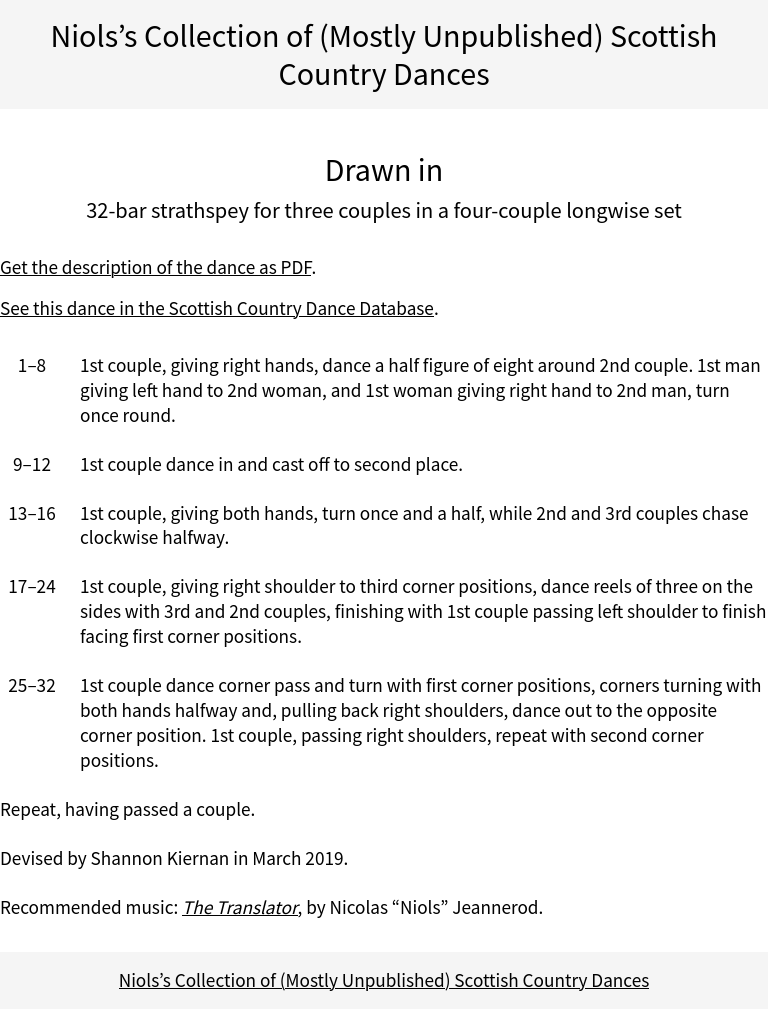 Niols’s Collection of (Mostly Unpublished) Scottish
Country Dances
Drawn in
32-bar strathspey for three couples in a four-couple longwise set
Get the description of the dance as PDF.
See this dance in the Scottish Country Dance Database.
1–8 1st couple, giving right hands, dance a half figure of eight around 2nd couple. 1st man
giving left hand to 2nd woman, and 1st woman giving right hand to 2nd man, turn
once round.
9–12 1st couple dance in and cast off to second place.
13–16 1st couple, giving both hands, turn once and a half, while 2nd and 3rd couples chase
clockwise halfway.
17–24 1st couple, giving right shoulder to third corner positions, dance reels of three on the
sides with 3rd and 2nd couples, finishing with 1st couple passing left shoulder to finish
facing first corner positions.
25–32 1st couple dance corner pass and turn with first corner positions, corners turning with
both hands halfway and, pulling back right shoulders, dance out to the opposite
corner position. 1st couple, passing right shoulders, repeat with second corner
positions.
Repeat, having passed a couple.
Devised by Shannon Kiernan in March 2019.
Recommended music: The Translator, by Nicolas “Niols” Jeannerod.
Niols’s Collection of (Mostly Unpublished) Scottish Country Dances